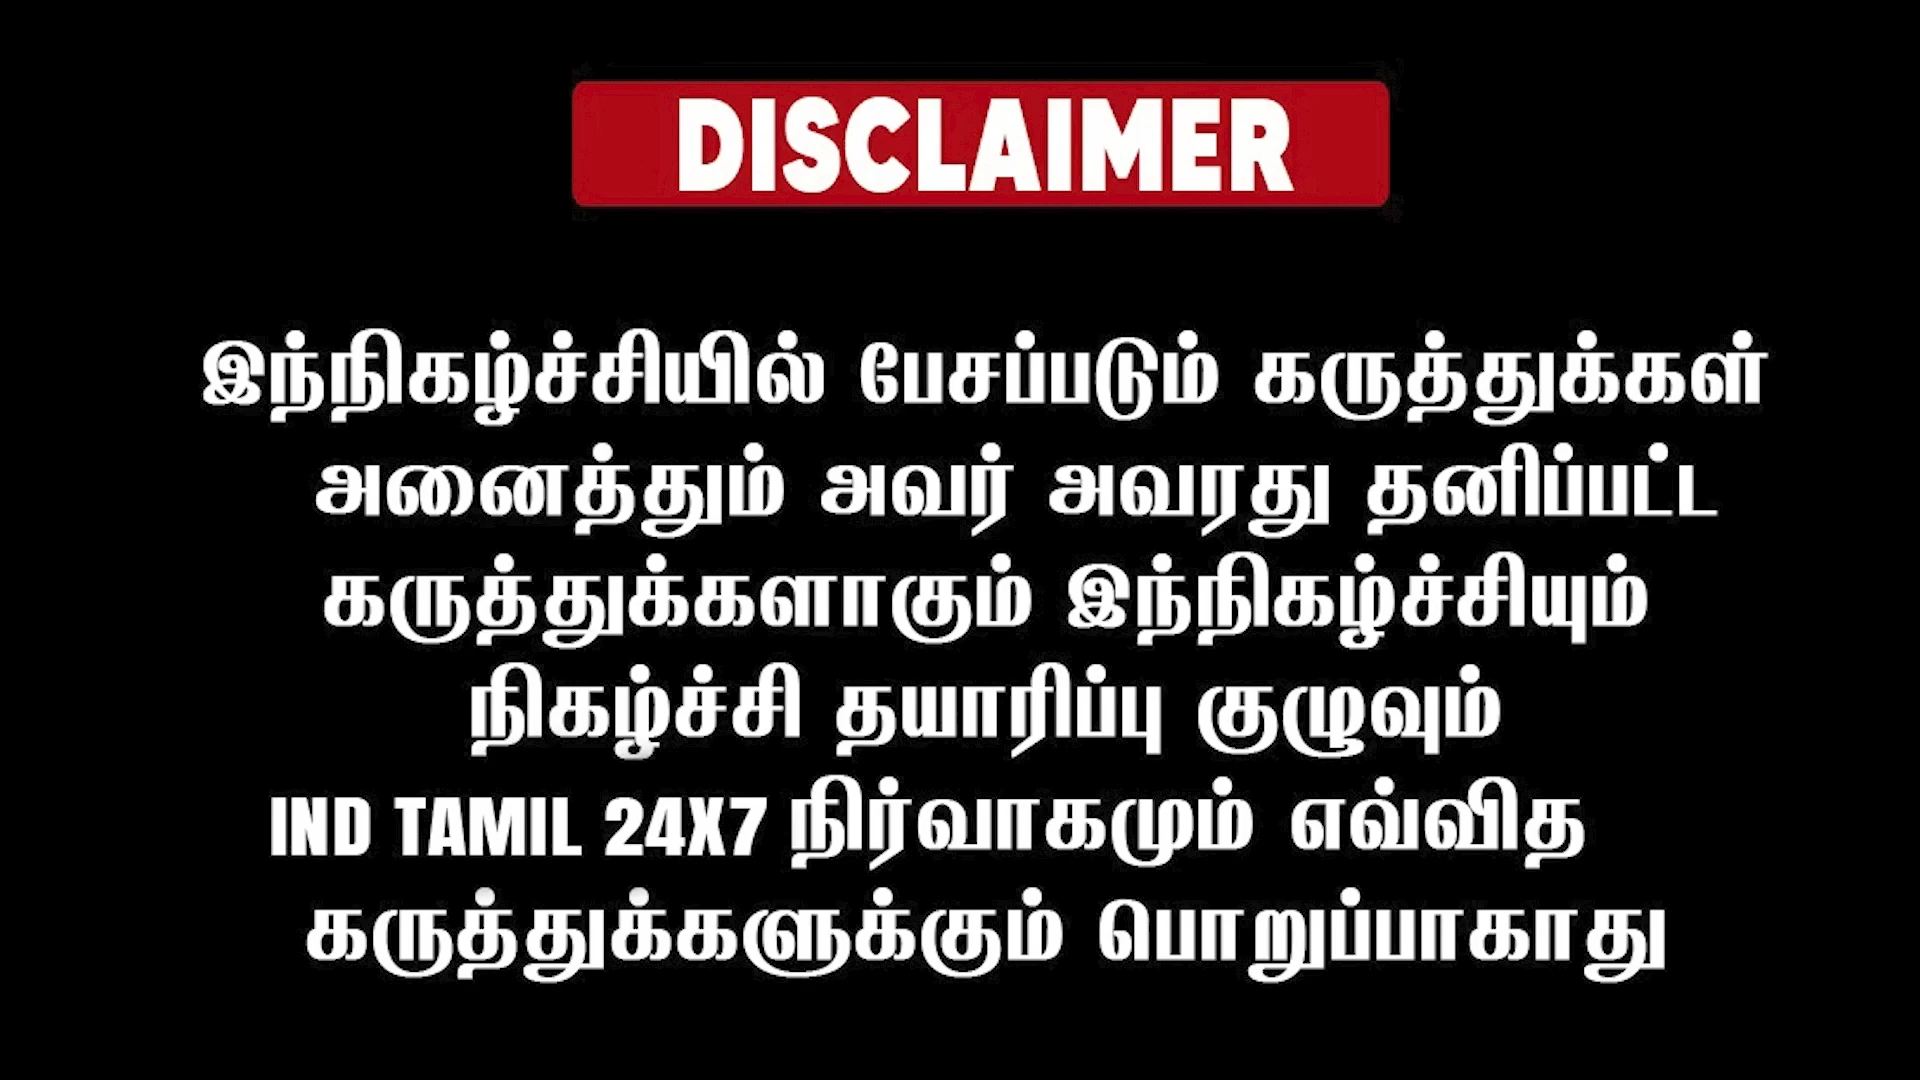 DISCLAIMER
இந்நிகழ்ச்சியில் பேசப்படும் கருத்துக்கள்
அனைத்தும் அவர் அவரது தனிப்பட்ட
கருத்துக்களாகும் இந்நிகழ்ச்சியும்
நிகழ்ச்சி தயாரிப்பு குழுவும்
IND TAMIL 24X7 நிர்வாகமும் எவ்வித
கருத்துக்களுக்கும் பொறுப்பாகாது